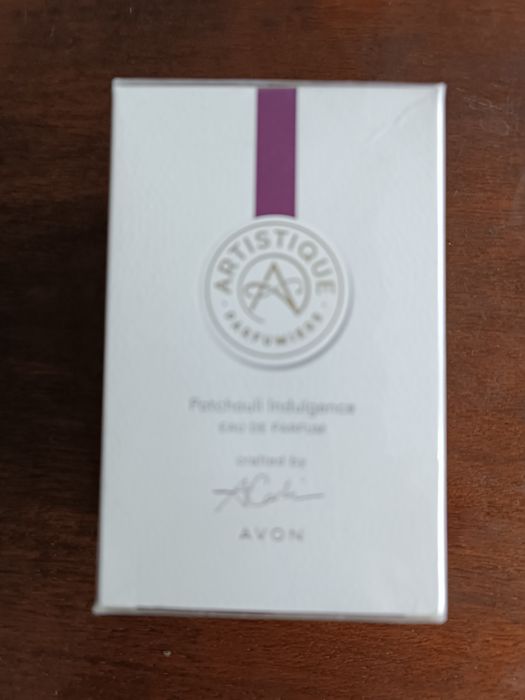 ARTISTIQUE
PARFUMIERS
Patchouli Indulgence
EAU DE PARFUM
crafted by
AVON